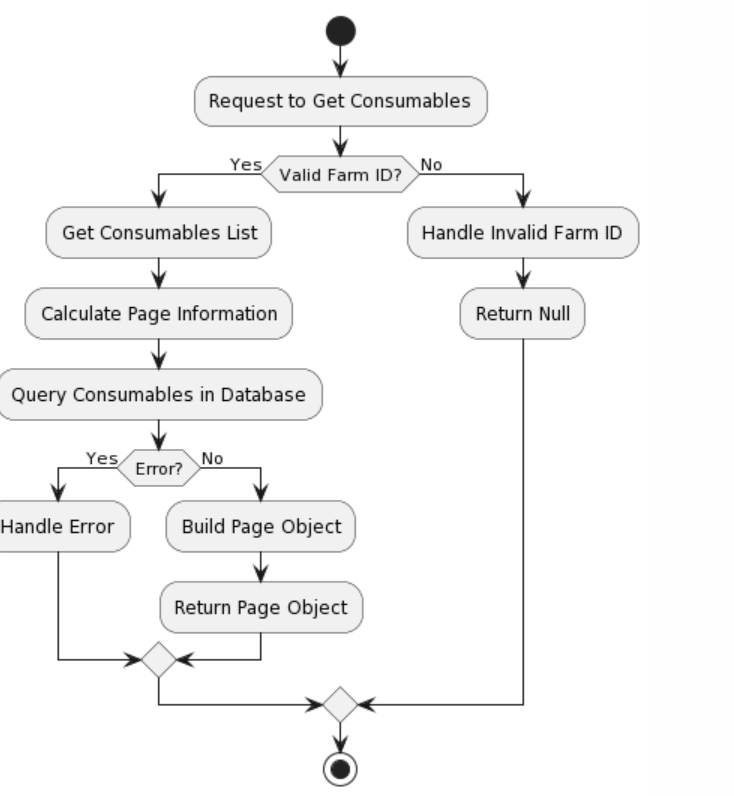 Request to Get Consumables
Yes
Valid Farm ID?
No
Get Consumables List
Handle Invalid Farm ID
Calculate Page Information
Return Null
Query Consumables in Database
Yes
Error?
No
Handle Error
Build Page Object
Return Page Object